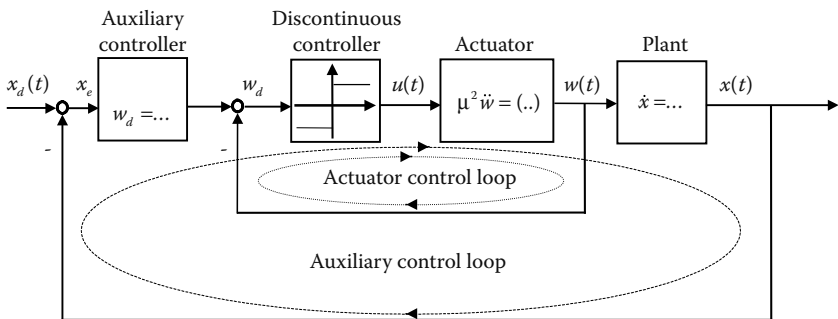 Auxiliary controller
Discontinuous controller
Actuator
Plant
x_d(t)
x_e
w_d
u(t)
w(t)
x(t)
w_d = ...
μ²ẅ = (..)
ẋ = ...
-
-
Actuator control loop
Auxiliary control loop